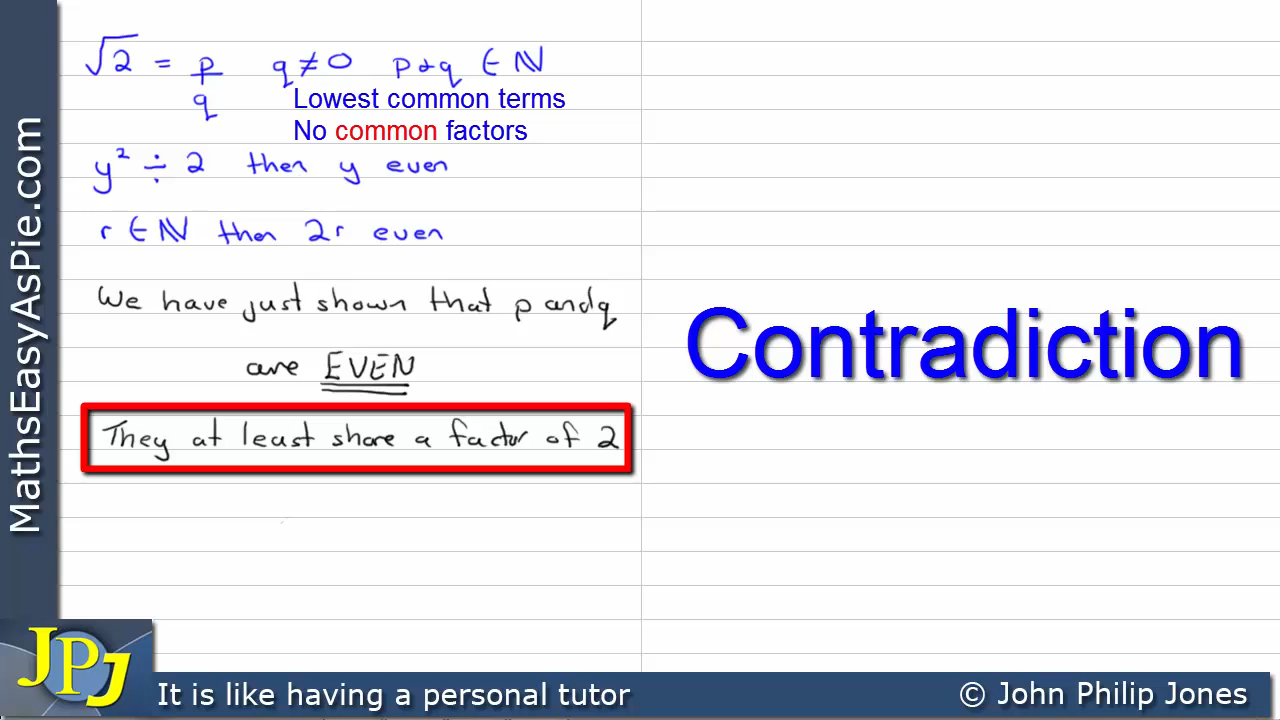 √2 = p/q q≠0 p & q ∈ ℕ
Lowest common terms
No common factors
y² ÷ 2 then y even
r ∈ ℕ then 2r even
We have just shown that p and q
are EVEN
They at least share a factor of 2
Contradiction
MathsEasyAsPie.com
JPJ
It is like having a personal tutor
© John Philip Jones